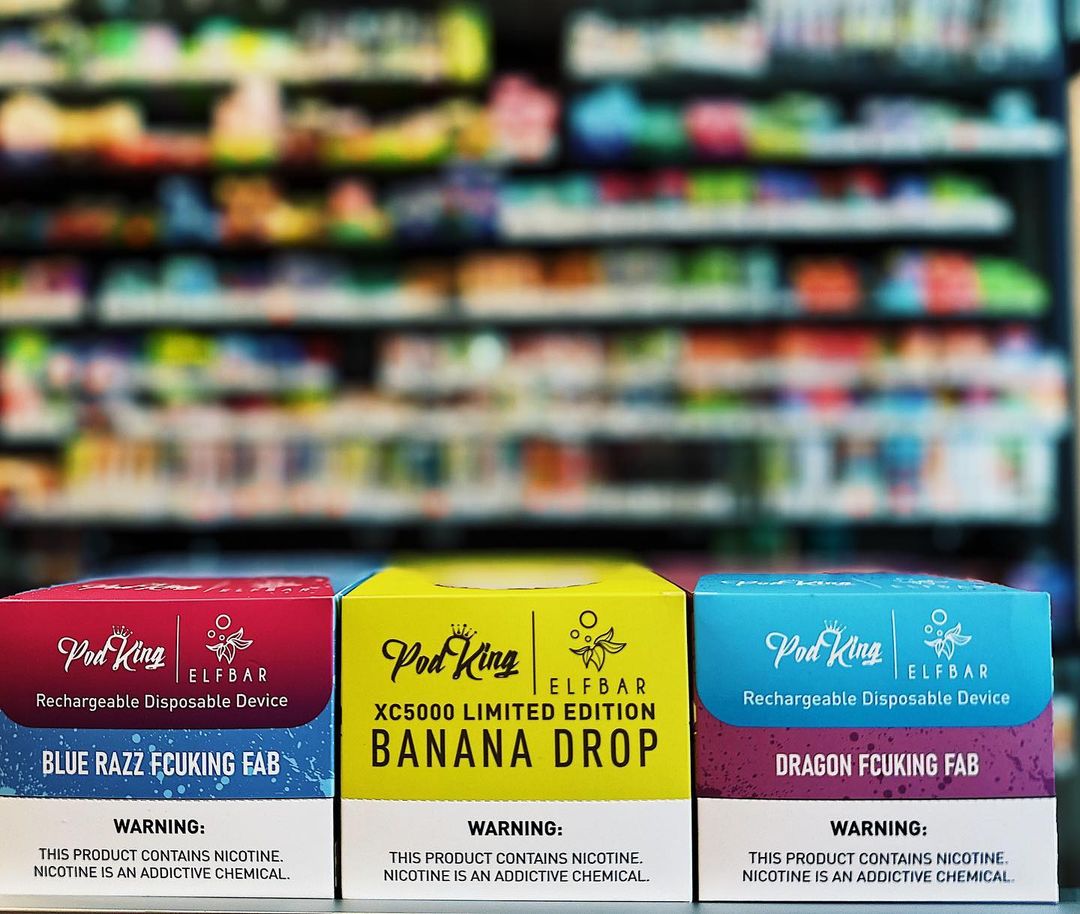 Pod King
ELFBAR
Rechargeable Disposable Device
BLUE RAZZ FCUKING FAB
WARNING:
THIS PRODUCT CONTAINS NICOTINE.
NICOTINE IS AN ADDICTIVE CHEMICAL.
Pod King
ELFBAR
XC5000 LIMITED EDITION
BANANA DROP
WARNING:
THIS PRODUCT CONTAINS NICOTINE.
NICOTINE IS AN ADDICTIVE CHEMICAL.
Pod King
ELFBAR
Rechargeable Disposable Device
DRAGON FCUKING FAB
WARNING:
THIS PRODUCT CONTAINS NICOTINE.
NICOTINE IS AN ADDICTIVE CHEMICAL.